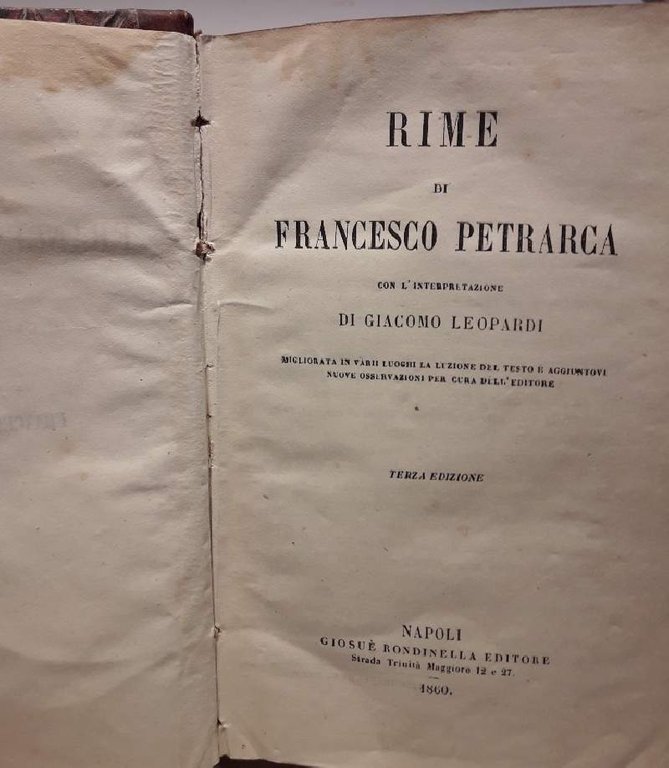 RIME
DI
FRANCESCO PETRARCA
CON L'INTERPRETAZIONE
DI GIACOMO LEOPARDI
MIGLIORATA IN VARII LUOGHI LA LEZIONE DEL TESTO E AGGIUNTOVI
NUOVE OSSERVAZIONI PER CURA DELL'EDITORE
TERZA EDIZIONE
NAPOLI
GIOSUÈ RONDINELLA EDITORE
Strada Trinità Maggiore 12 e 27.
1860.